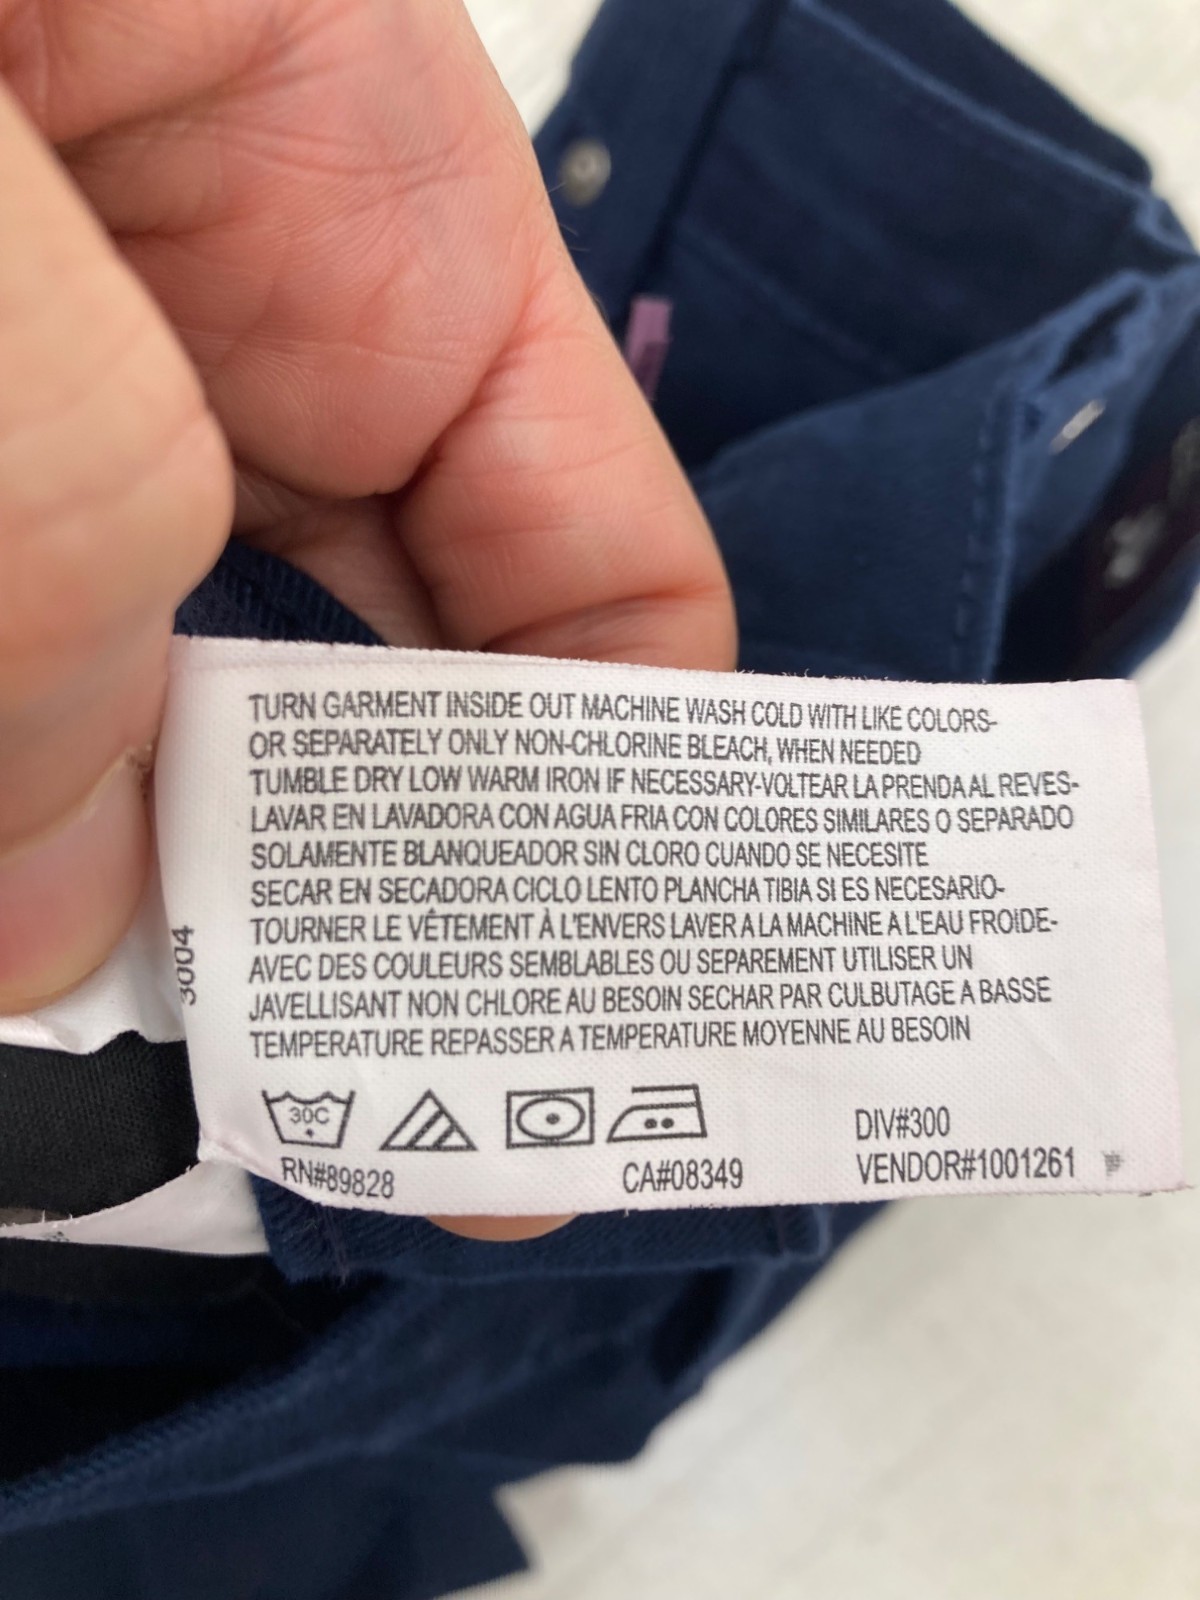 TURN GARMENT INSIDE OUT MACHINE WASH COLD WITH LIKE COLORS-
OR SEPARATELY ONLY NON-CHLORINE BLEACH, WHEN NEEDED
TUMBLE DRY LOW WARM IRON IF NECESSARY-VOLTEAR LA PRENDA AL REVES-
LAVAR EN LAVADORA CON AGUA FRIA CON COLORES SIMILARES O SEPARADO
SOLAMENTE BLANQUEADOR SIN CLORO CUANDO SE NECESITE
SECAR EN SECADORA CICLO LENTO PLANCHA TIBIA SI ES NECESARIO-
TOURNER LE VÊTEMENT À L'ENVERS LAVER A LA MACHINE A L'EAU FROIDE-
AVEC DES COULEURS SEMBLABLES OU SEPAREMENT UTILISER UN
JAVELLISANT NON CHLORE AU BESOIN SECHAR PAR CULBUTAGE A BASSE
TEMPERATURE REPASSER A TEMPERATURE MOYENNE AU BESOIN
3004
30C
DIV#300
RN#89828 CA#08349 VENDOR#1001261